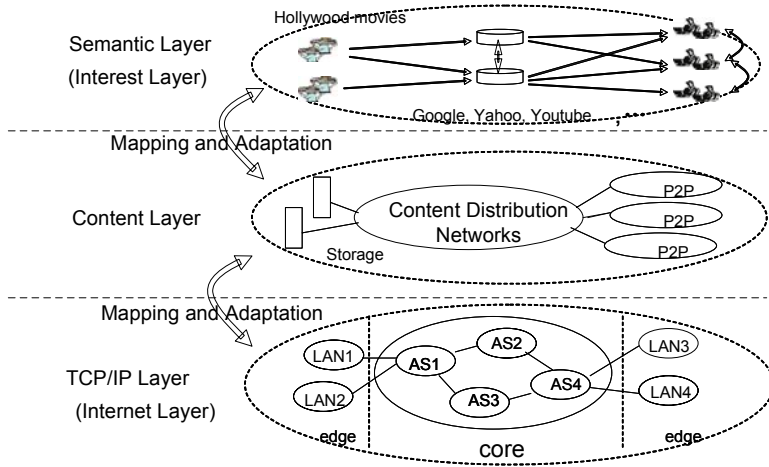 Hollywood movies
Semantic Layer
(Interest Layer)
Google, Yahoo, Youtube, ...
Mapping and Adaptation
Content Layer
Content Distribution
Networks
Storage
P2P
P2P
P2P
Mapping and Adaptation
TCP/IP Layer
(Internet Layer)
LAN1
LAN2
AS1
AS2
AS3
AS4
LAN3
LAN4
edge
core
edge